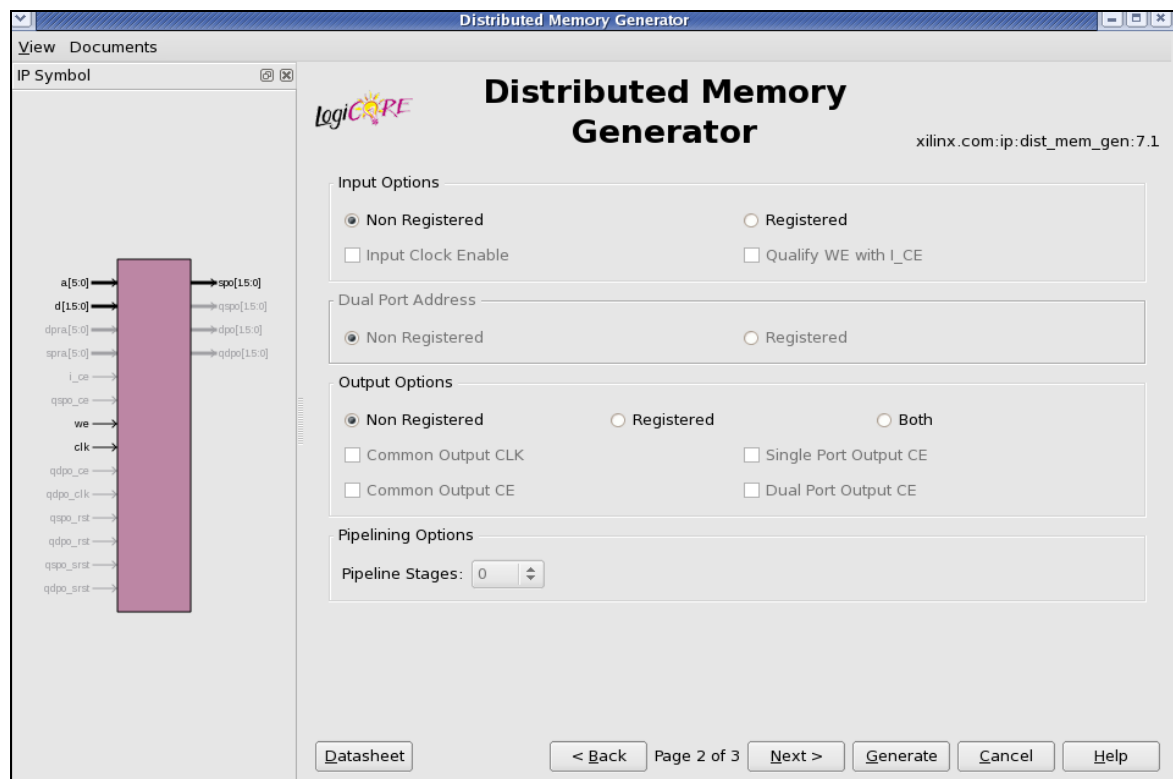 Distributed Memory Generator
View Documents
IP Symbol
a[5:0]
d[15:0]
dpra[5:0]
spra[5:0]
i_ce
qspo_ce
we
clk
qdpo_ce
qdpo_clk
qspo_rst
qdpo_rst
qspo_srst
qdpo_srst
spo[15:0]
qspo[15:0]
dpo[15:0]
qdpo[15:0]
logiCORE
Distributed Memory
Generator
xilinx.com:ip:dist_mem_gen:7.1
Input Options
Non Registered Registered
Input Clock Enable Qualify WE with I_CE
Dual Port Address
Non Registered Registered
Output Options
Non Registered Registered Both
Common Output CLK Single Port Output CE
Common Output CE Dual Port Output CE
Pipelining Options
Pipeline Stages: 0
Datasheet < Back Page 2 of 3 Next > Generate Cancel Help